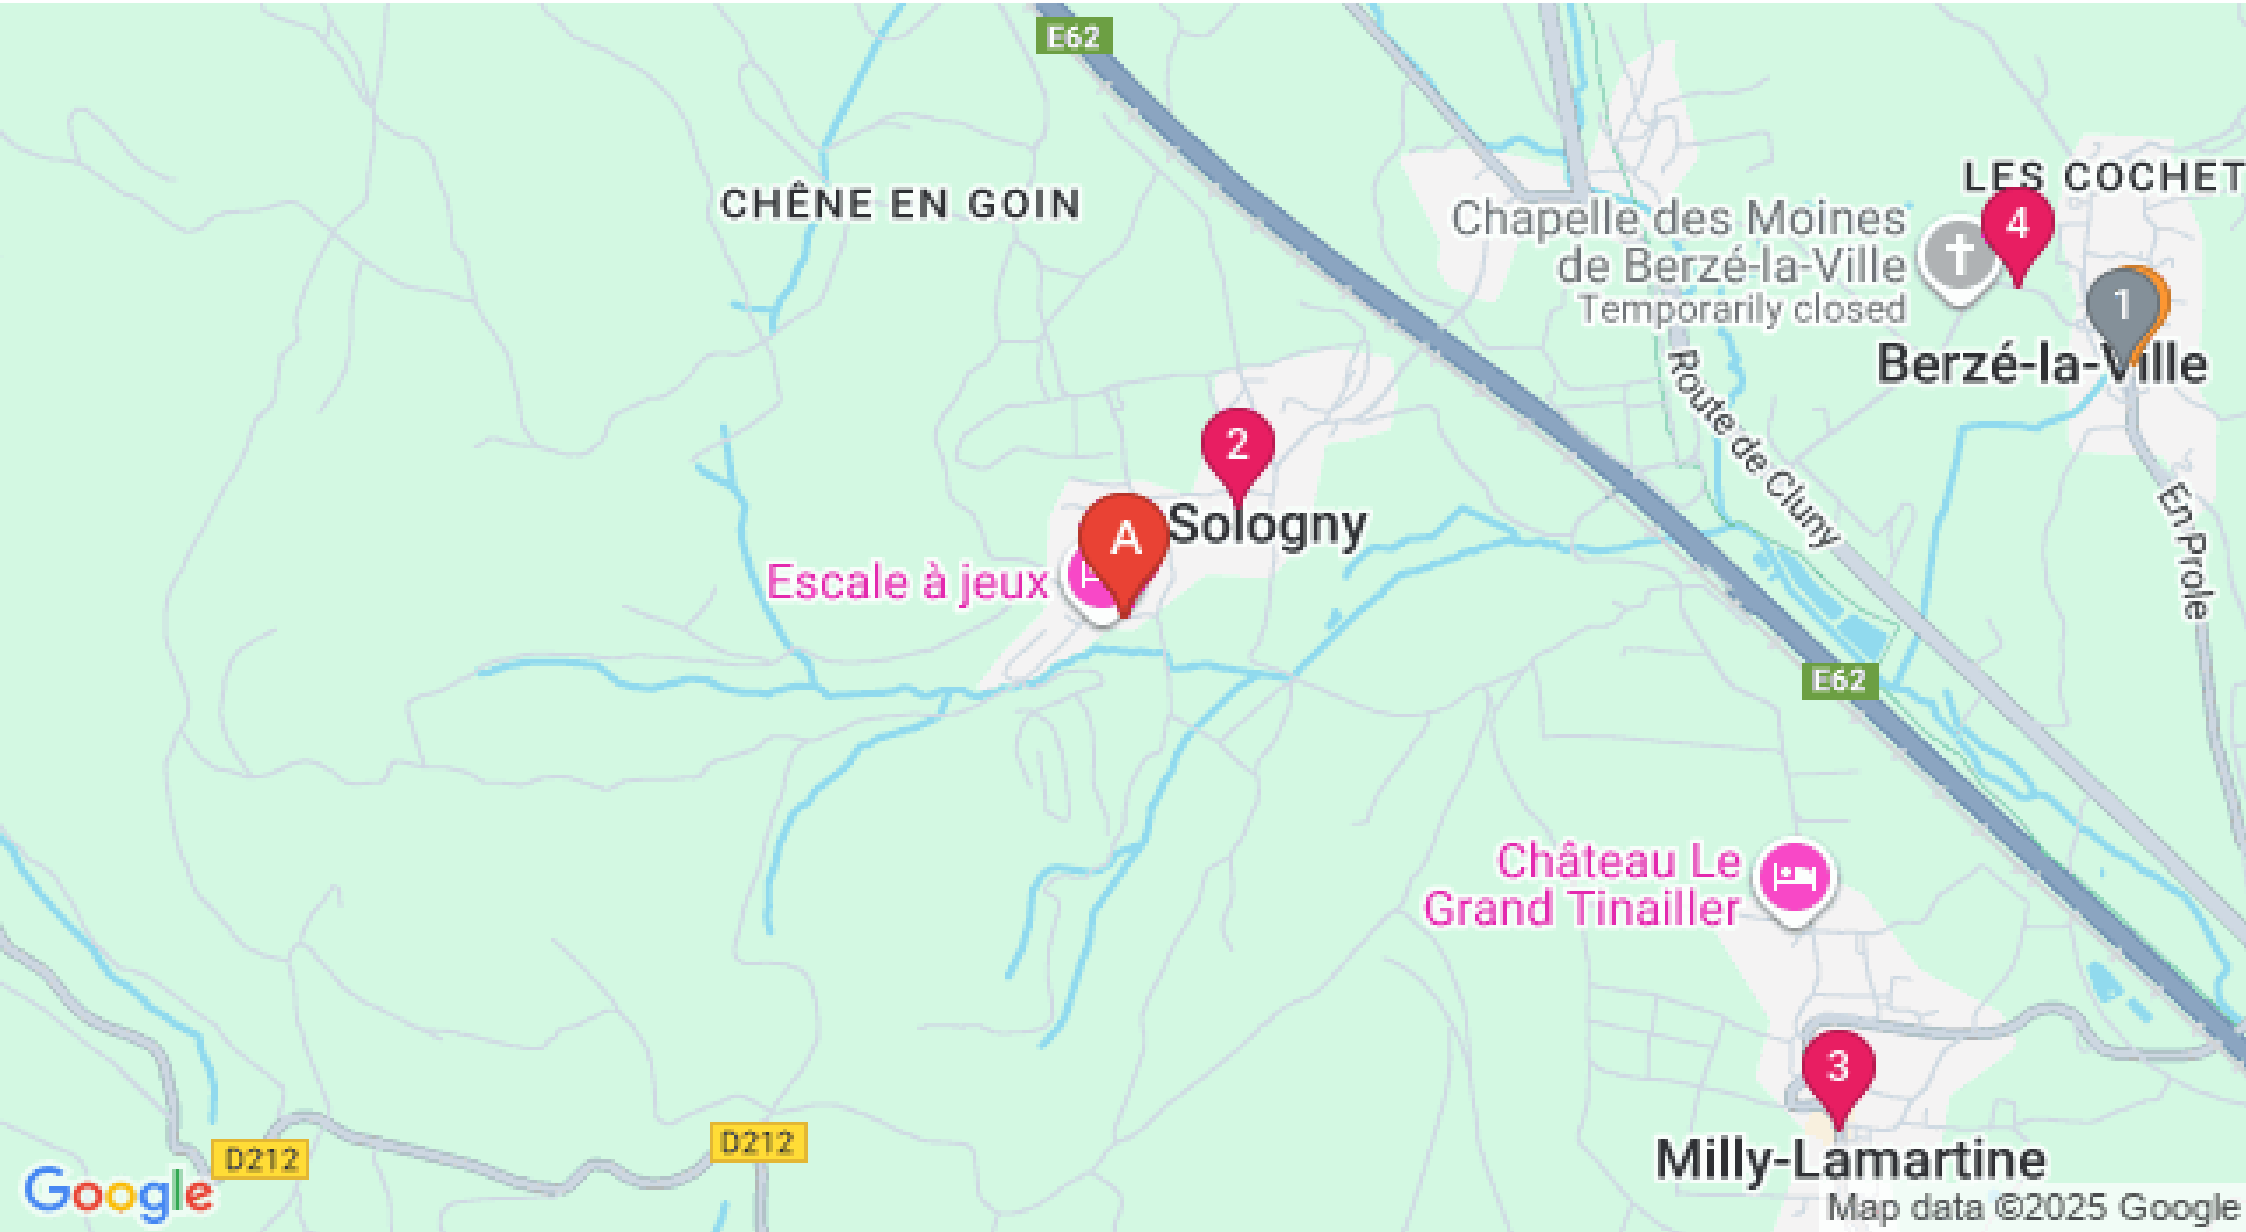 E62
CHÊNE EN GOIN
LES COCHET
Chapelle des Moines
de Berzé-la-Ville
Temporarily closed
4
1
Berzé-la-Ville
Route de Cluny
En Prole
2
Sologny
A
Escale à jeux
E62
Château Le
Grand Tinailler
3
Milly-Lamartine
D212
D212
Google
Map data ©2025 Google